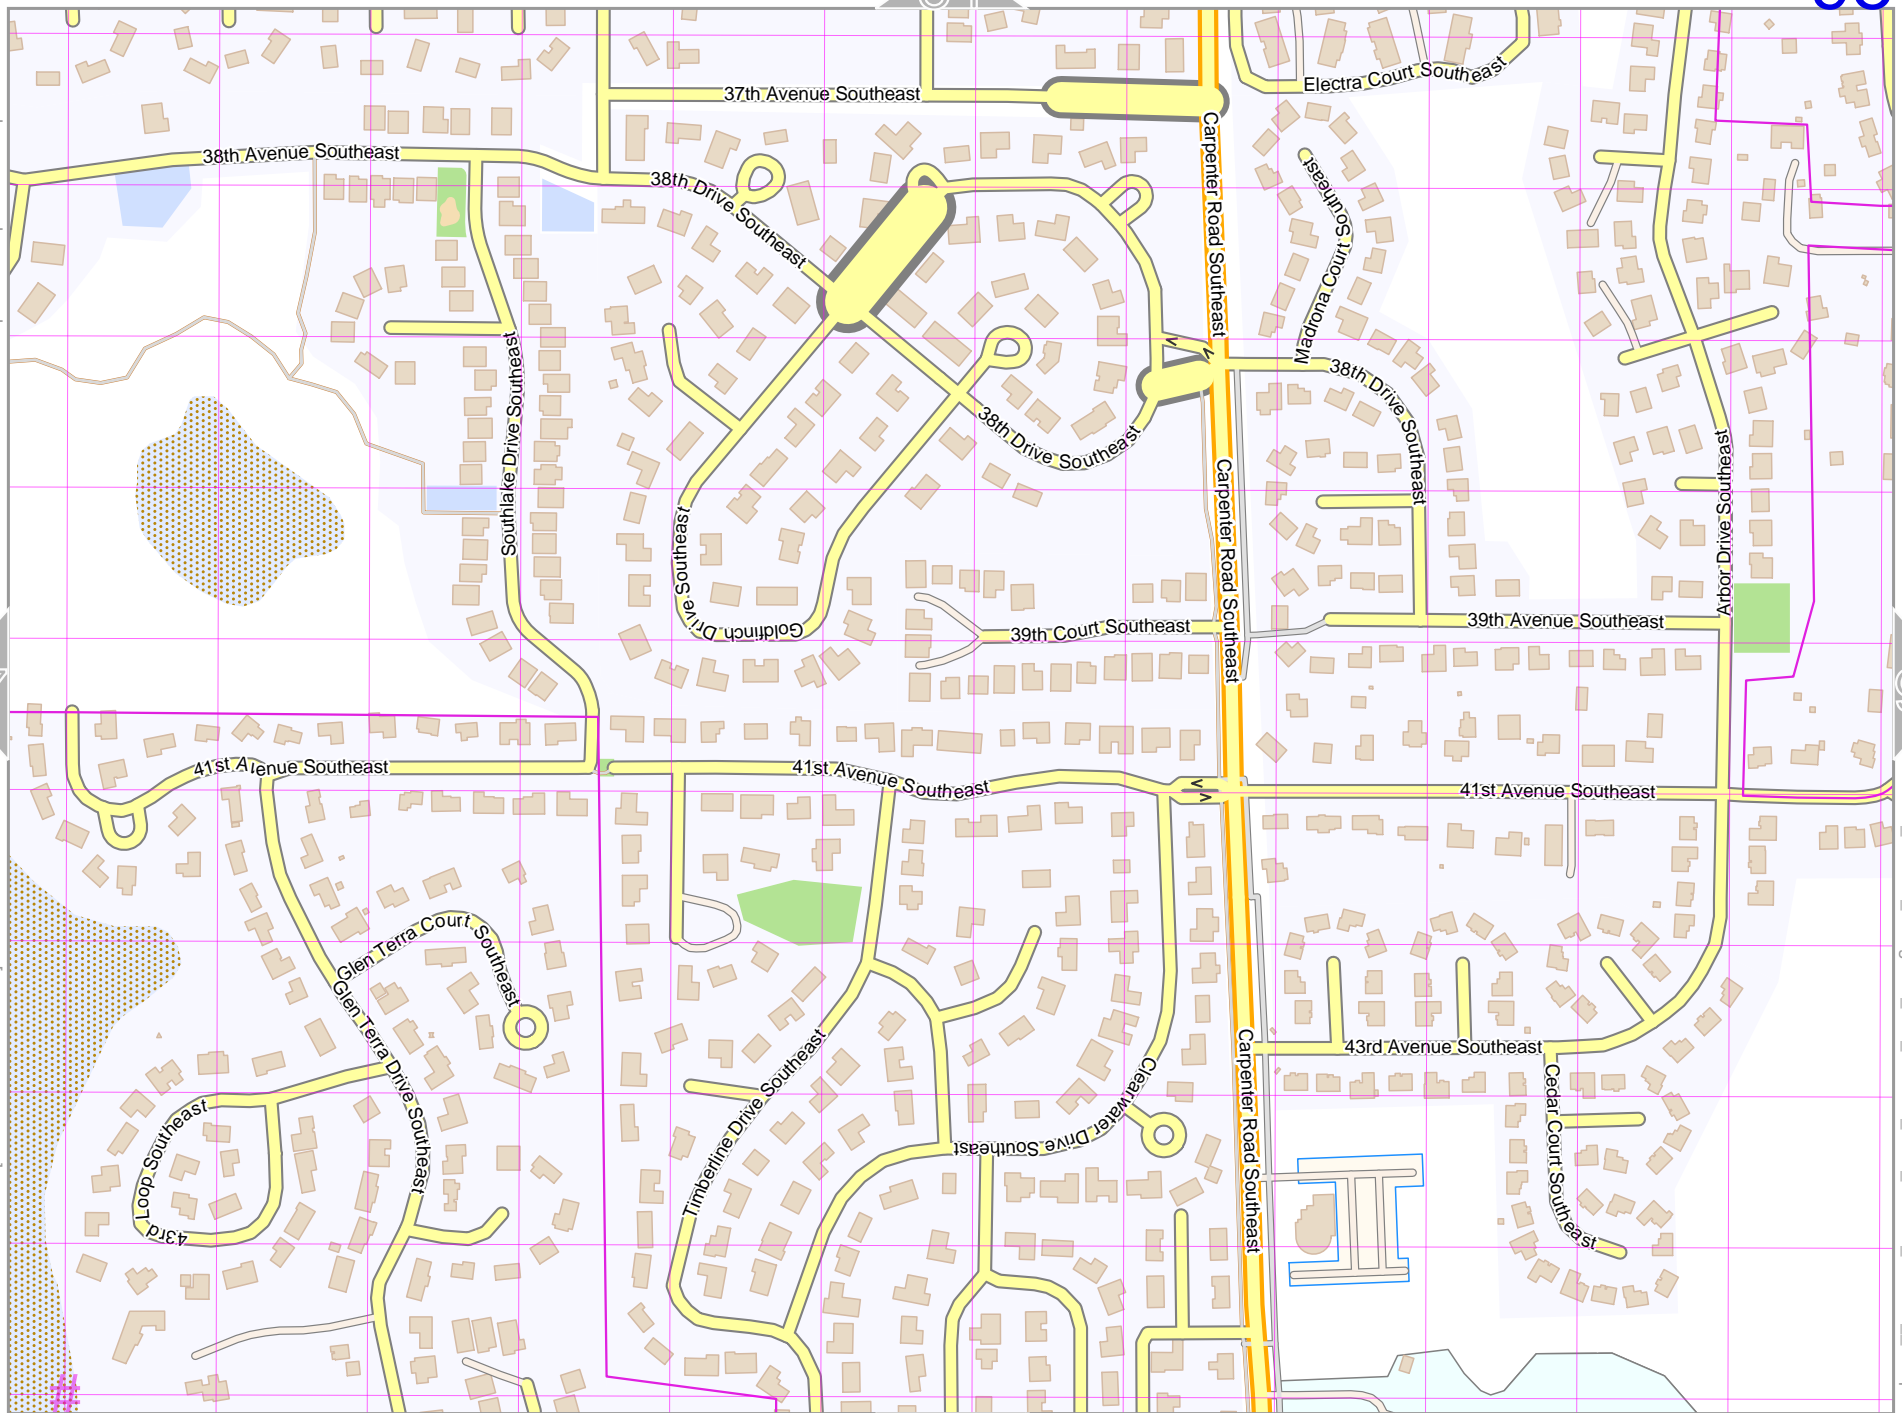 Electra Court Southeast
37th Avenue Southeast
38th Avenue Southeast
38th Drive Southeast
Carpenter Road Southeast
Madrona Court Southeast
38th Drive Southeast
Southlake Drive Southeast
38th Drive Southeast
Arbor Drive Southeast
Carpenter Road Southeast
Goldfinch Drive Southeast
39th Court Southeast
39th Avenue Southeast
41st Avenue Southeast
41st Avenue Southeast
41st Avenue Southeast
Glen Terra Court Southeast
Glen Terra Drive Southeast
43rd Avenue Southeast
Carpenter Road Southeast
Timberline Drive Southeast
Clearwater Drive Southeast
Cedar Court Southeast
43rd Loop Southeast
#